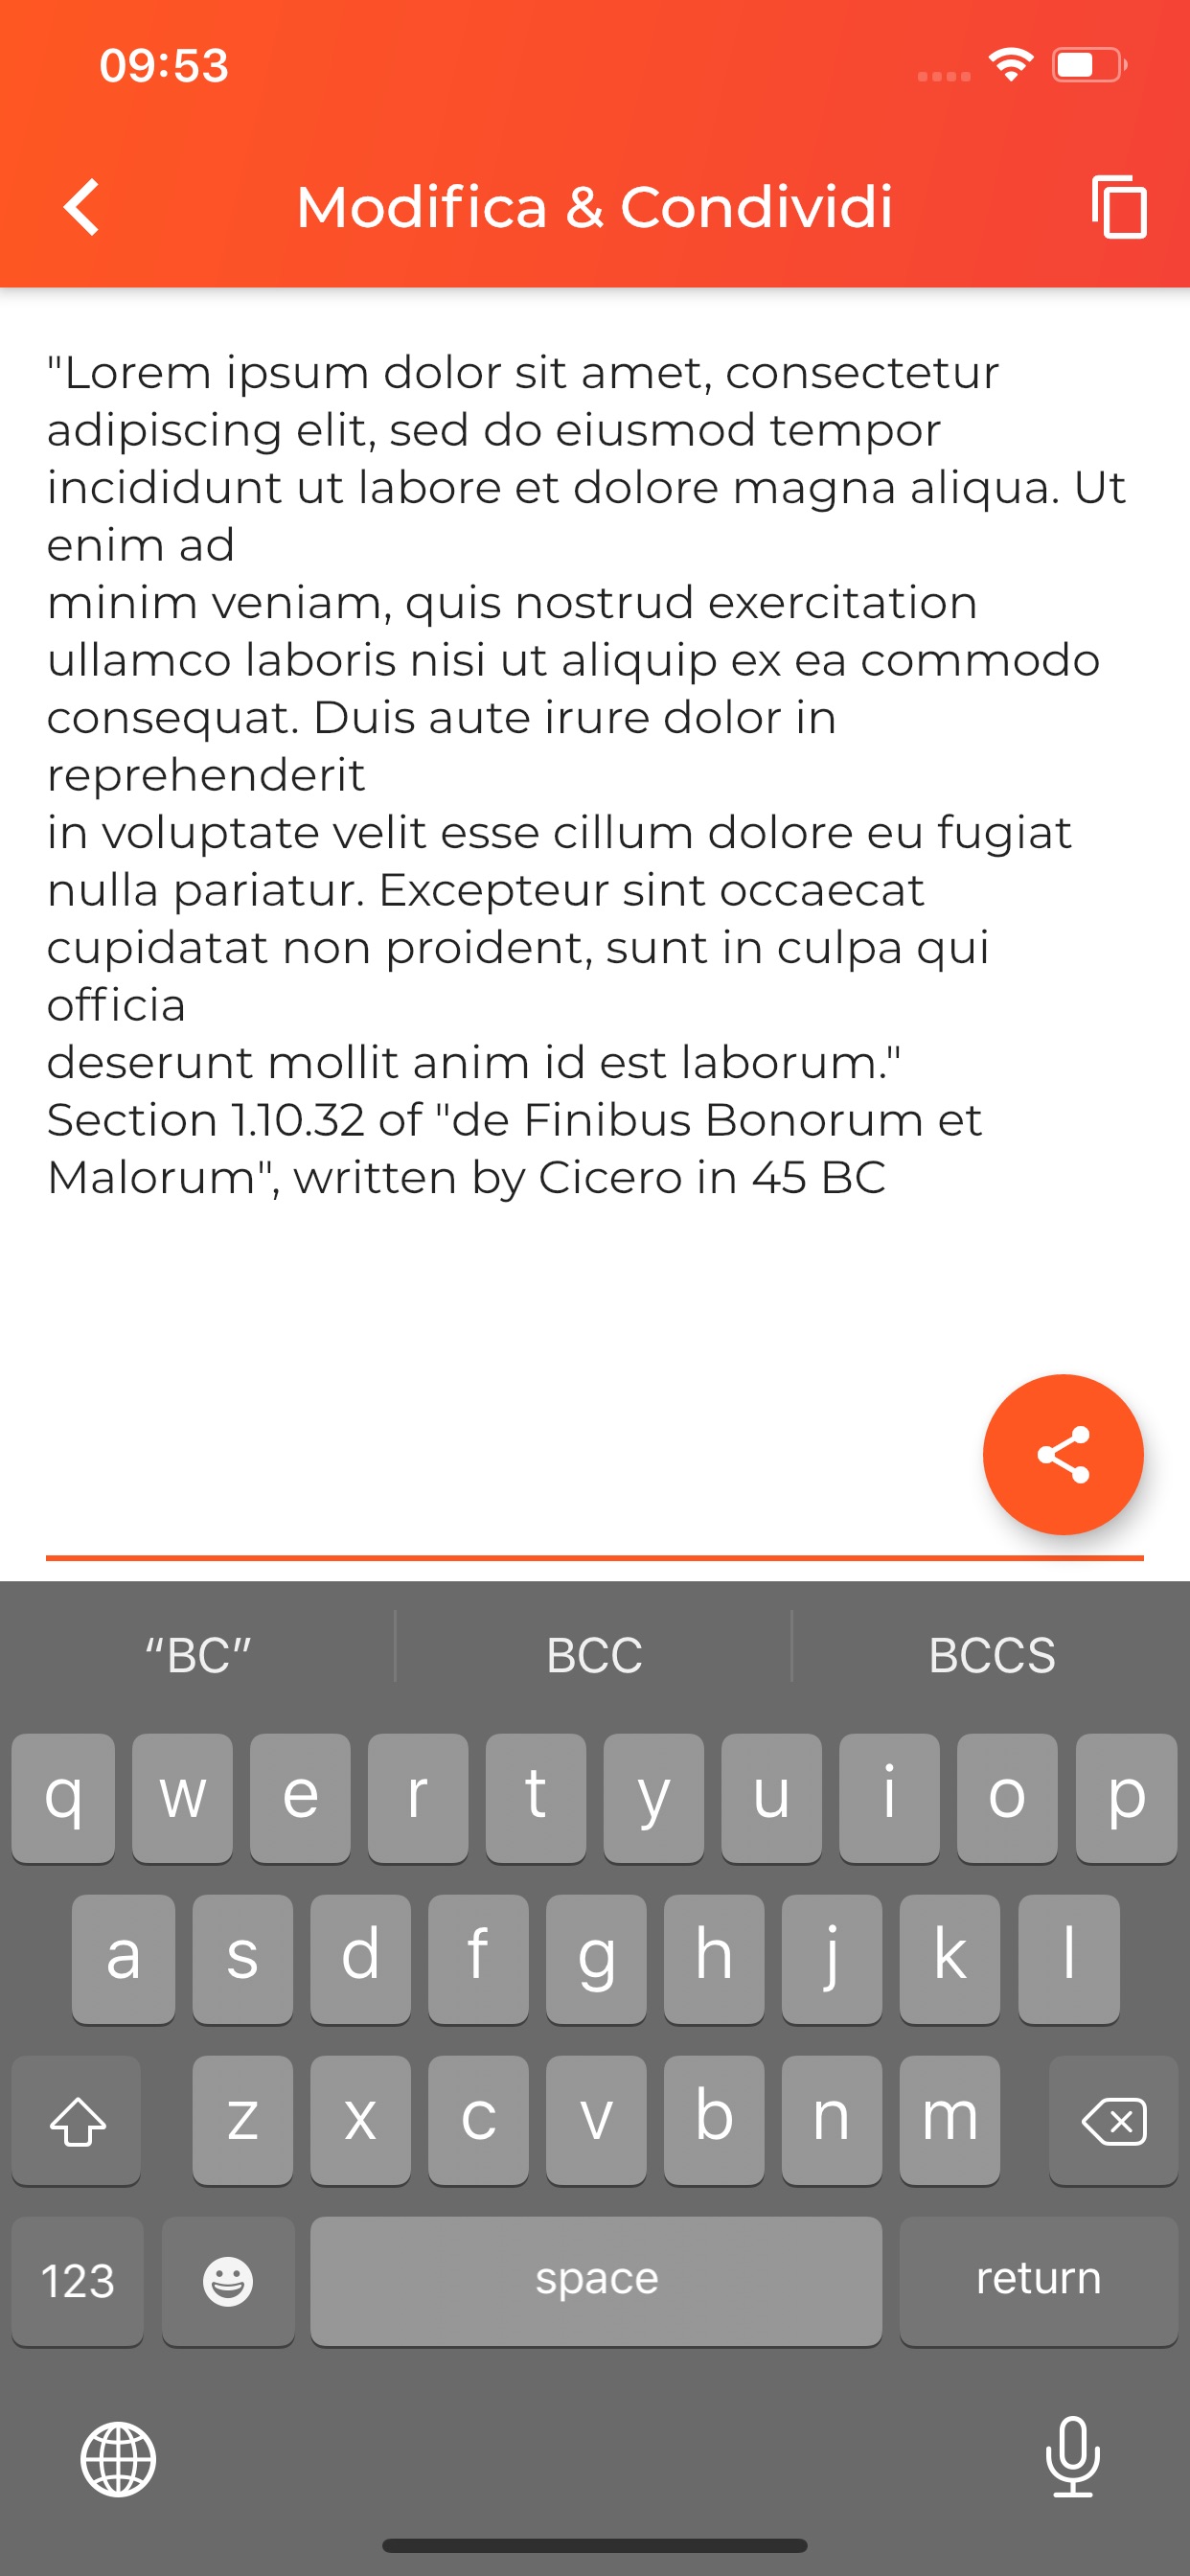 09:53
Modifica & Condividi
"Lorem ipsum dolor sit amet, consectetur
adipiscing elit, sed do eiusmod tempor
incididunt ut labore et dolore magna aliqua. Ut
enim ad
minim veniam, quis nostrud exercitation
ullamco laboris nisi ut aliquip ex ea commodo
consequat. Duis aute irure dolor in
reprehenderit
in voluptate velit esse cillum dolore eu fugiat
nulla pariatur. Excepteur sint occaecat
cupidatat non proident, sunt in culpa qui
officia
deserunt mollit anim id est laborum."
Section 1.10.32 of "de Finibus Bonorum et
Malorum", written by Cicero in 45 BC
“BC” BCC BCCS
q w e r t y u i o p
a s d f g h j k l
z x c v b n m
123 space return